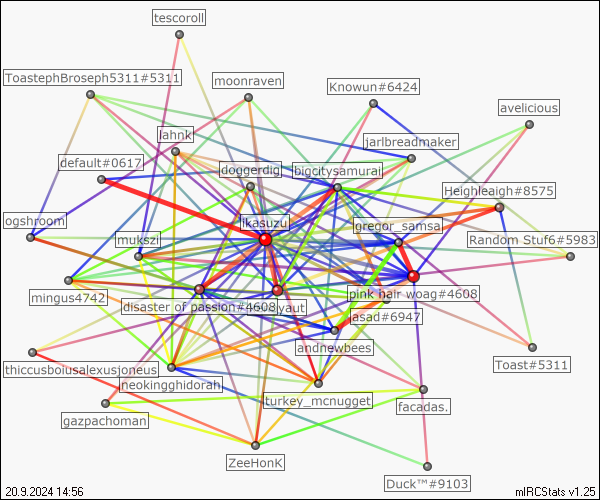 tescoroll
ToastephBroseph5311#5311
moonraven
Knowun#6424
avelicious
lahnk
jarlbreadmaker
default#0617
doggerdig
bigcitysamurai
Heighleaigh#8575
ogshroom
ikasuzu
gregor_samsa
mukszi
Random Stuf6#5983
mingus4742
disaster of passion#4608
yaut
pink hair woag#4608
jasad#6947
andnewbees
Toast#5311
thiccusboiusalexusjoneus
neokingghidorah
turkey_mcnugget
facadas.
gazpachoman
ZeeHonK
Duck™#9103
20.9.2024 14:56
mIRCStats v1.25